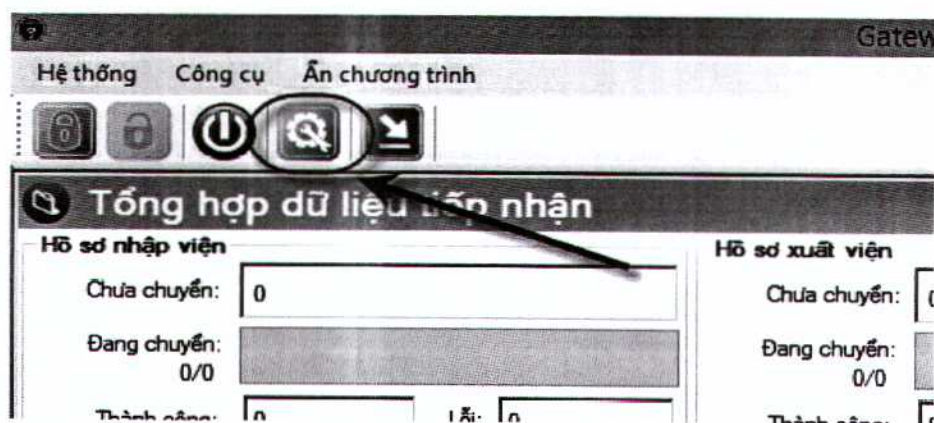 Hệ thống Công cụ Ẩn chương trình
Tổng hợp dữ liệu tiếp nhận
Hồ sơ nhập viện
Chưa chuyển: 0
Đang chuyển:
0/0
Lỗi: 0
Hồ sơ xuất viện
Chưa chuyển:
Đang chuyển:
0/0